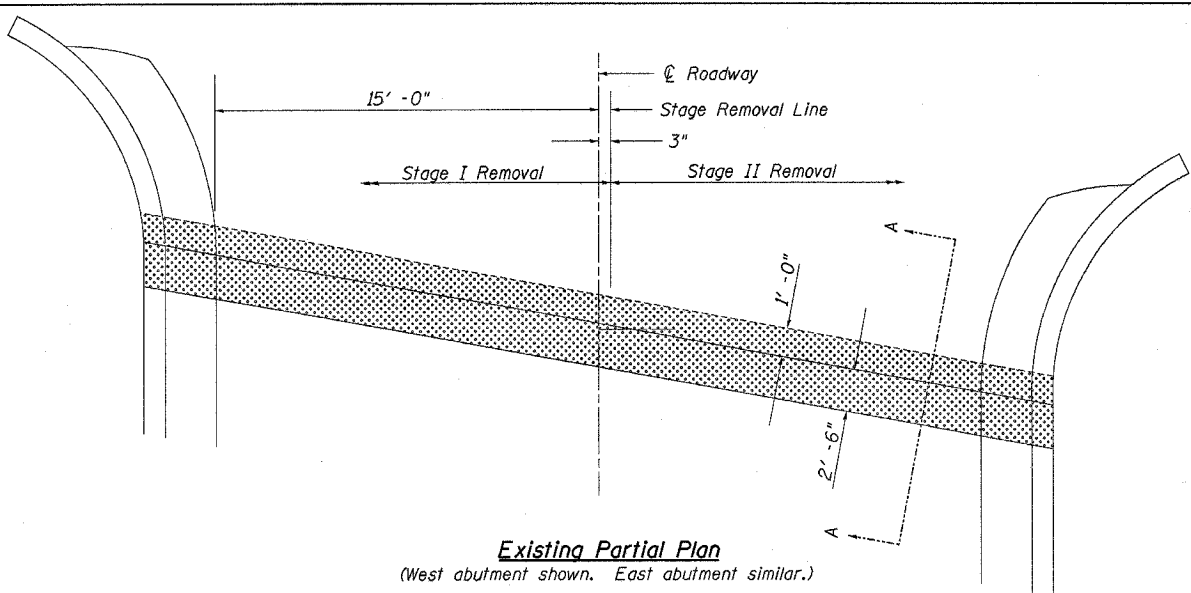 ℄ Roadway
15' -0"
Stage Removal Line
3"
Stage I Removal
Stage II Removal
A
1' -0"
2' -6"
A
Existing Partial Plan
(West abutment shown. East abutment similar.)